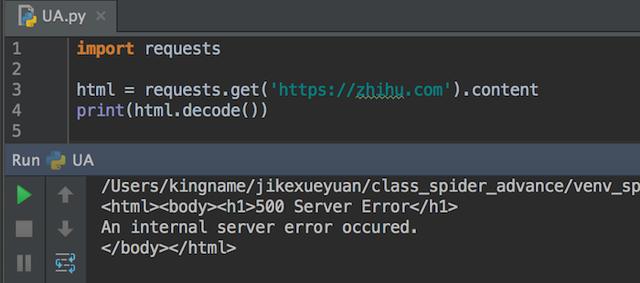 UA.py
1 import requests
2
3 html = requests.get('https://zhihu.com').content
4 print(html.decode())
5
Run UA
/Users/kingname/jikexueyuan/class_spider_advance/venv_sp
<html><body><h1>500 Server Error</h1>
An internal server error occured.
</body></html>